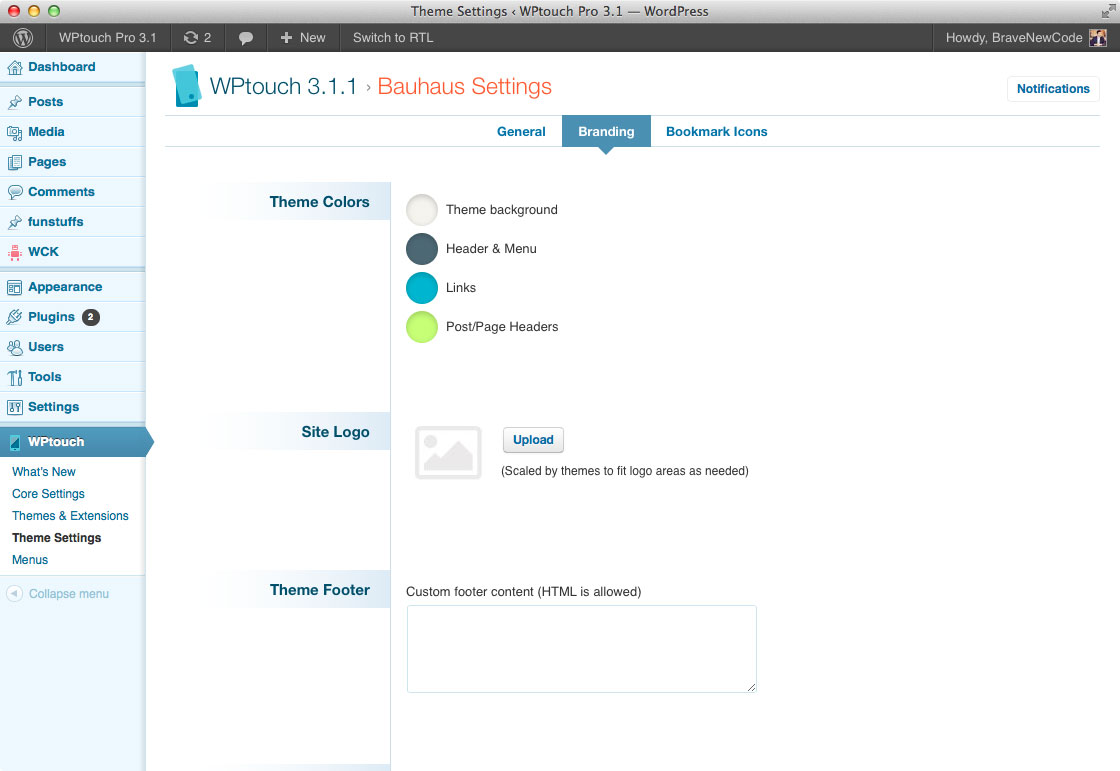 Theme Settings ‹ WPtouch Pro 3.1 — WordPress
WPtouch Pro 3.1 2 New Switch to RTL Howdy, BraveNewCode
Dashboard
Posts
Media
Pages
Comments
funstuffs
WCK
Appearance
Plugins 2
Users
Tools
Settings
WPtouch
What's New
Core Settings
Themes & Extensions
Theme Settings
Menus
Collapse menu
WPtouch 3.1.1 › Bauhaus Settings
Notifications
General Branding Bookmark Icons
Theme Colors
Theme background
Header & Menu
Links
Post/Page Headers
Site Logo
Upload
(Scaled by themes to fit logo areas as needed)
Theme Footer
Custom footer content (HTML is allowed)